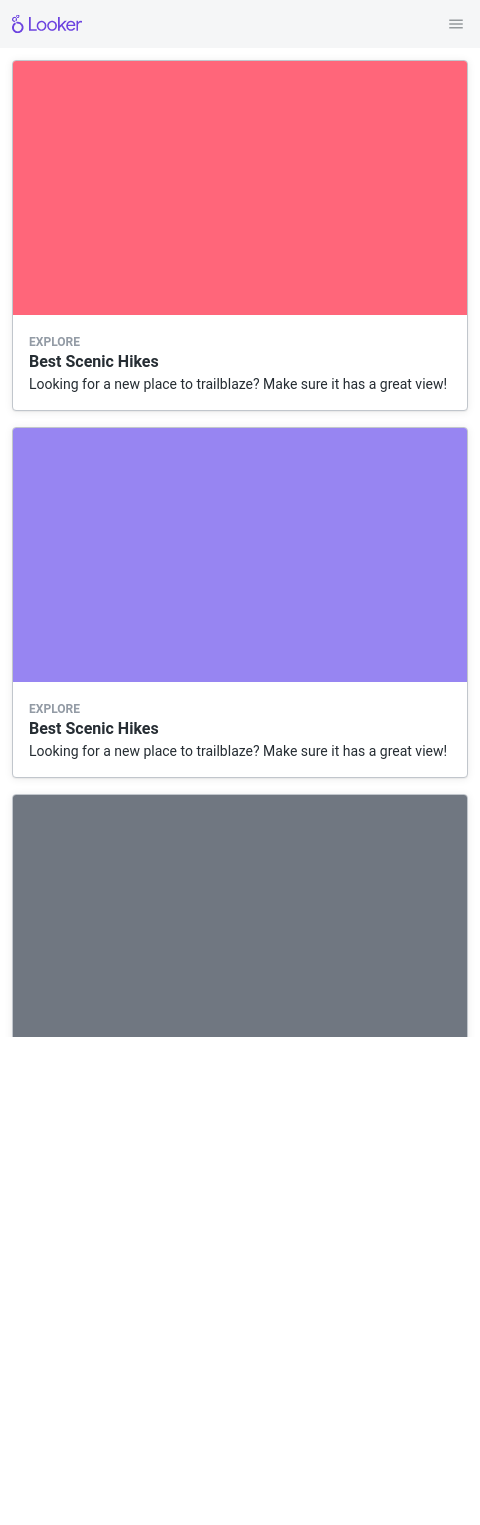 Looker
EXPLORE
Best Scenic Hikes
Looking for a new place to trailblaze? Make sure it has a great view!
EXPLORE
Best Scenic Hikes
Looking for a new place to trailblaze? Make sure it has a great view!